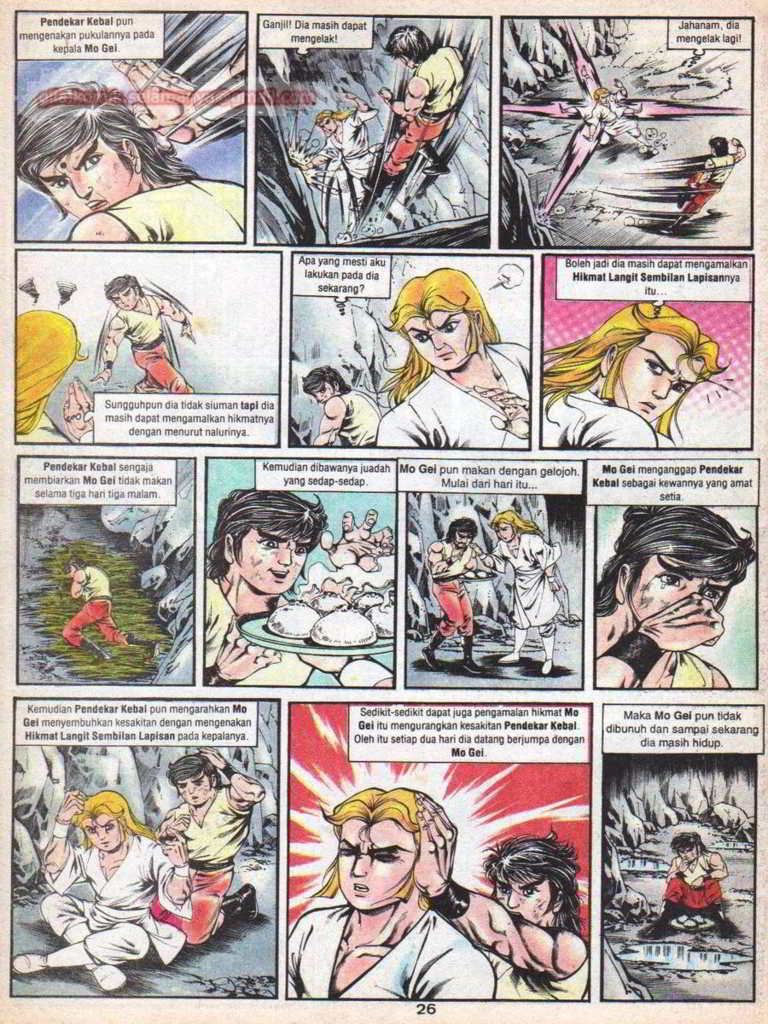 Pendekar Kebal pun
mengenakan pukulannya pada
kepala Mo Gei.
Ganjil! Dia masih dapat
mengelak!
Jahanam, dia
mengelak lagi!
Sungguhpun dia tidak siuman tapi dia
masih dapat mengamalkan hikmatnya
dengan menurut nalurinya.
Apa yang mesti aku
lakukan pada dia
sekarang?
Boleh jadi dia masih dapat mengamalkan
Hikmat Langit Sembilan Lapisannya
itu...
Pendekar Kebal sengaja
membiarkan Mo Gei tidak makan
selama tiga hari tiga malam.
Kemudian dibawanya juadah
yang sedap-sedap.
Mo Gei pun makan dengan gelojoh.
Mulai dari hari itu...
Mo Gei menganggap Pendekar
Kebal sebagai kewannya yang amat
setia.
Kemudian Pendekar Kebal pun mengarahkan Mo
Gei menyembuhkan kesakitan dengan mengenakan
Hikmat Langit Sembilan Lapisan pada kepalanya.
Sedikit-sedikit dapat juga pengamalan hikmat Mo
Gei itu mengurangkan kesakitan Pendekar Kebal.
Oleh itu setiap dua hari dia datang berjumpa dengan
Mo Gei.
Maka Mo Gei pun tidak
dibunuh dan sampai sekarang
dia masih hidup.
26